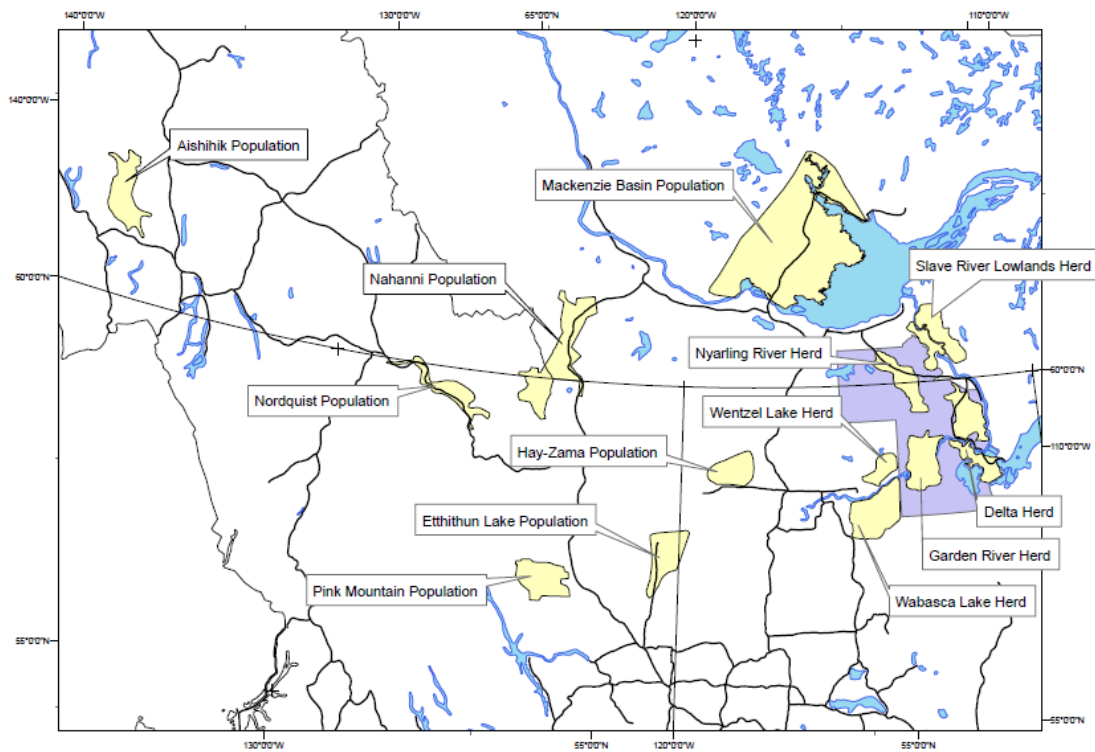 140°0'0"W
130°0'0"W
65°0'0"N
120°0'0"W
110°0'0"W
140°0'0"W
Aishihik Population
Mackenzie Basin Population
Slave River Lowlands Herd
60°0'0"N
Nahanni Population
Nyarling River Herd
60°0'0"N
Nordquist Population
Wentzel Lake Herd
110°0'0"W
Hay-Zama Population
Etthithun Lake Population
Delta Herd
Garden River Herd
Pink Mountain Population
Wabasca Lake Herd
55°0'0"N
55°0'0"N
130°0'0"W
55°0'0"N
120°0'0"W
55°0'0"N